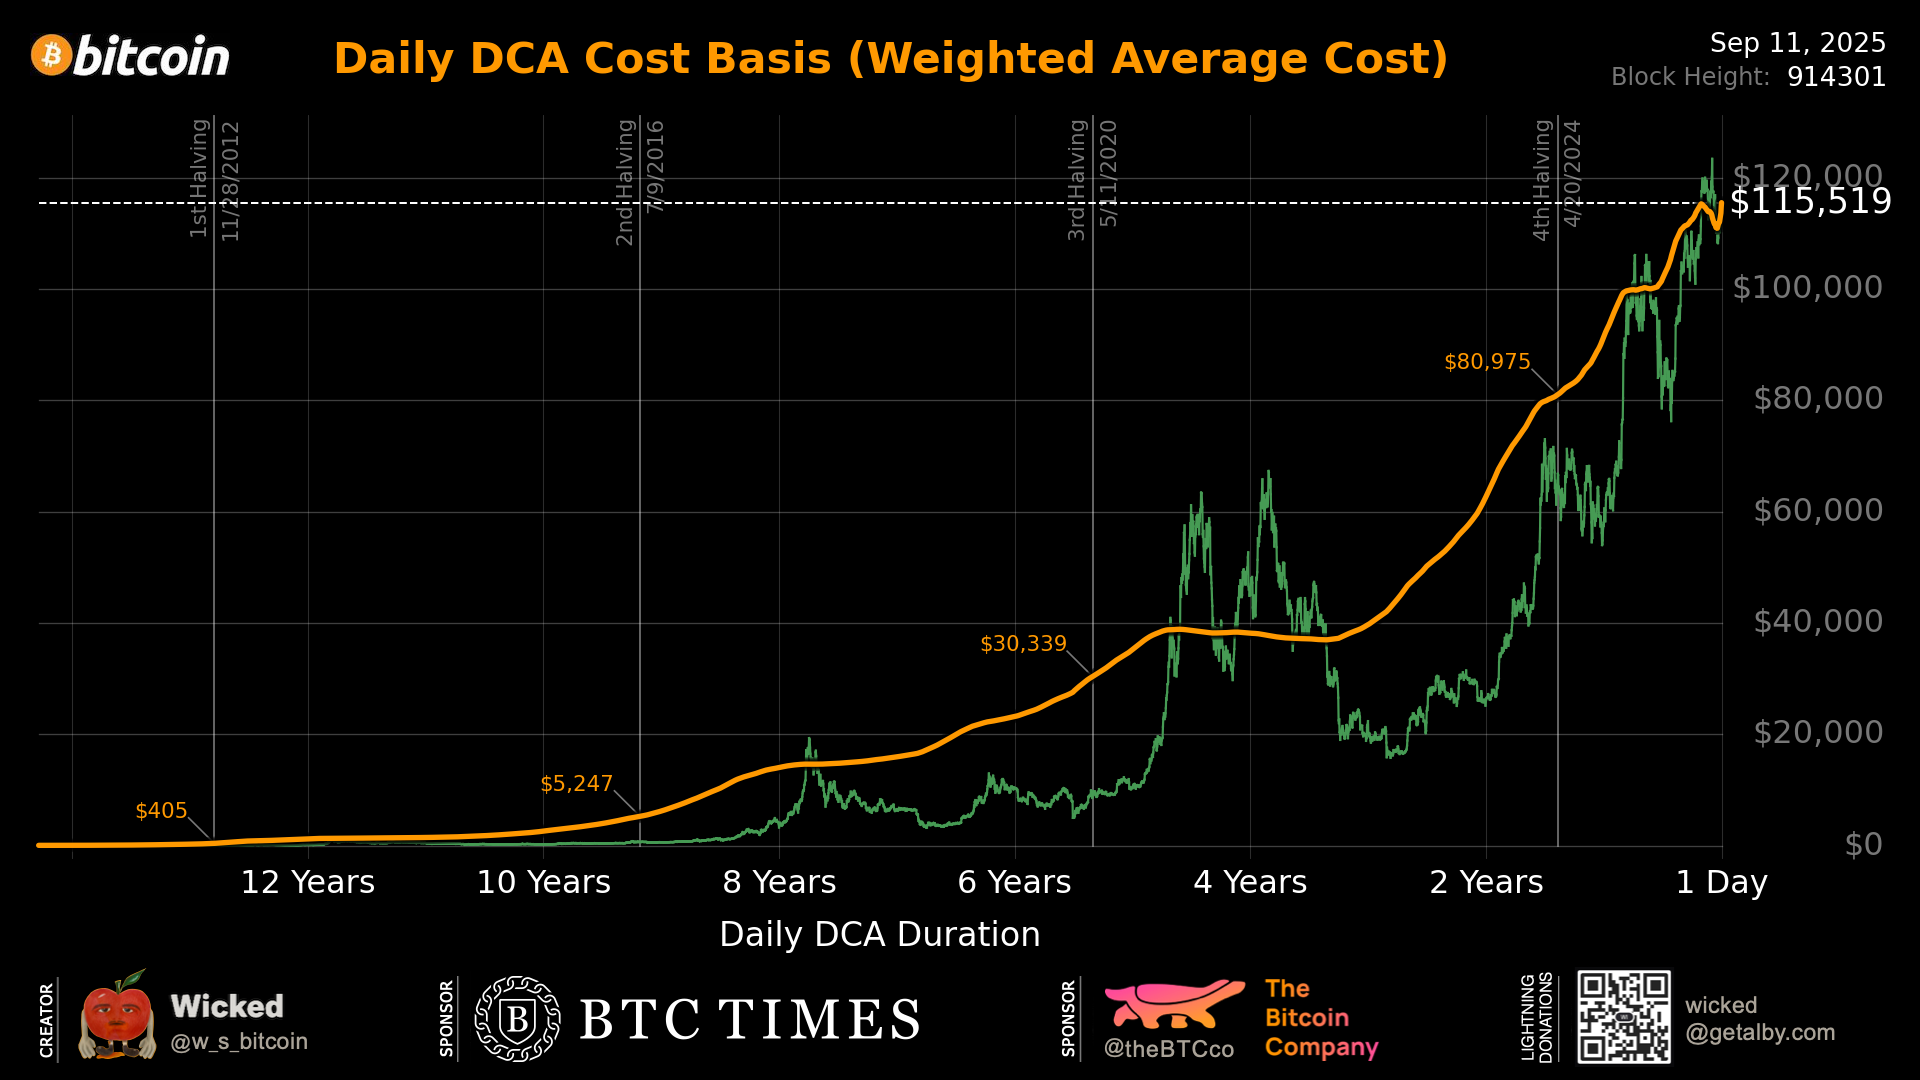 bitcoin
Daily DCA Cost Basis (Weighted Average Cost)
Sep 11, 2025
Block Height: 914301
1st Halving
11/28/2012
2nd Halving
7/9/2016
3rd Halving
5/11/2020
4th Halving
4/20/2024
$120,000
$115,519
$100,000
$80,000
$60,000
$40,000
$20,000
$0
$80,975
$30,339
$5,247
$405
12 Years
10 Years
8 Years
6 Years
4 Years
2 Years
1 Day
Daily DCA Duration
CREATOR
Wicked
@w_s_bitcoin
SPONSOR
B
BTC TIMES
SPONSOR
@theBTCco
The
Bitcoin
Company
LIGHTNING
DONATIONS
wicked
@getalby.com